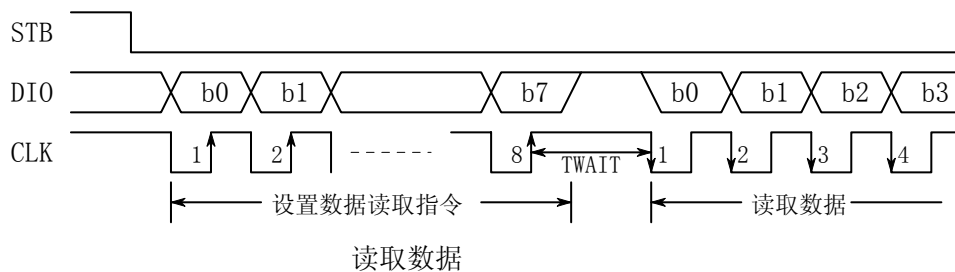 STB
DIO b0 b1 b7 b0 b1 b2 b3
CLK 1 2 8 TWAIT 1 2 3 4
设置数据读取指令 读取数据
读取数据